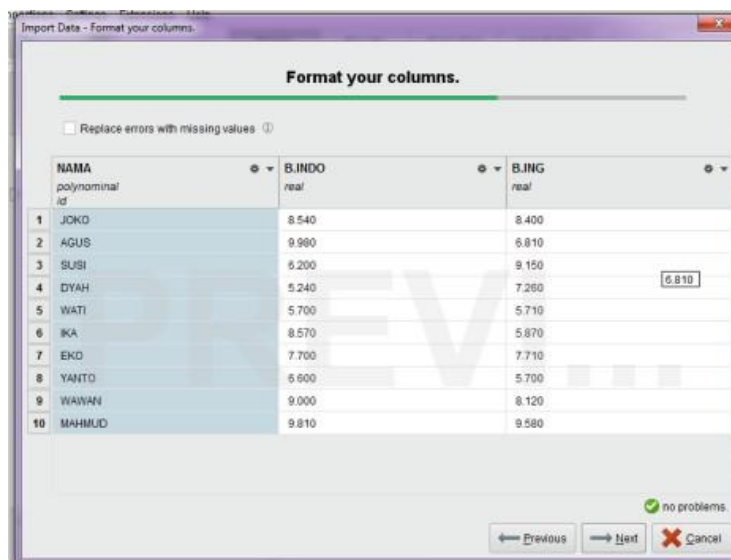 Import Data - Format your columns.
Format your columns.
Replace errors with missing values
NAMA B.INDO B.ING
polynominal real real
id
1 JOKO 8.540 8.400
2 AGUS 9.980 6.810
3 SUSI 6.200 9.150
6.810
4 DYAH 5.240 7.260
5 WATI 5.700 5.710
6 IKA 8.570 5.870
7 EKO 7.700 7.710
8 YANTO 6.600 5.700
9 WAWAN 9.000 8.120
10 MAHMUD 9.810 9.580
no problems.
Previous Next Cancel